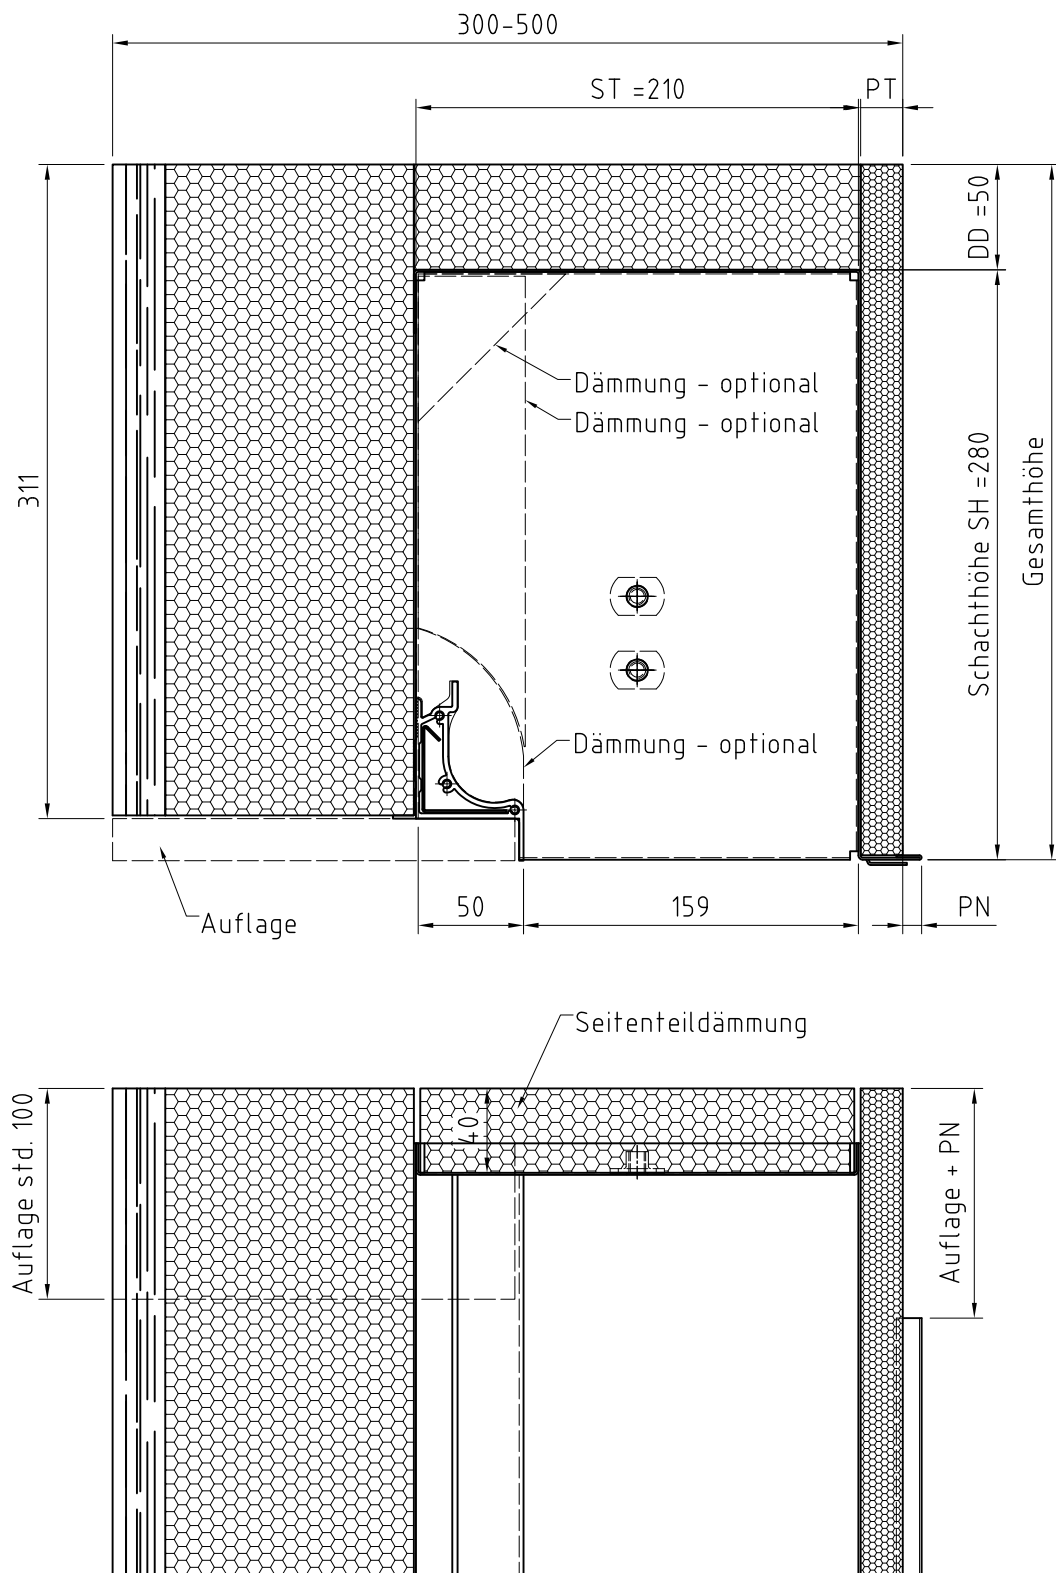 300-500
ST =210
PT
DD =50
311
Dämmung - optional
Dämmung - optional
Schachthöhe SH =280
Gesamthöhe
Dämmung - optional
50
159
PN
Auflage
Seitenteildämmung
Auflage std. 100
40
Auflage + PN